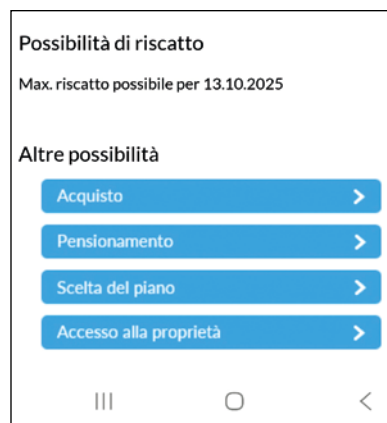 Possibilità di riscatto
Max. riscatto possibile per 13.10.2025
Altre possibilità
Acquisto
Pensionamento
Scelta del piano
Accesso alla proprietà